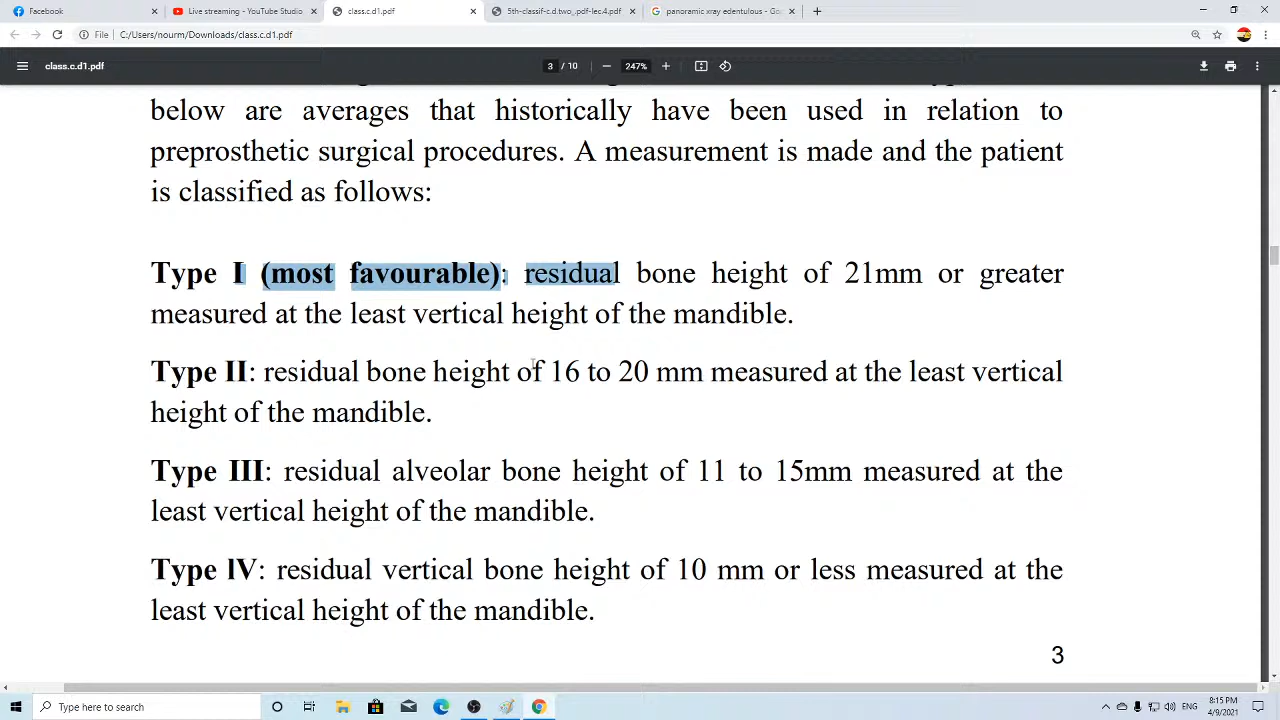 Facebook
Live streaming - YouTube Studio
class.c.d1.pdf
5th-classif-c.d.two_.pdf-lec.4.pdf
panoramic xray edentulous - Go
File
C:/Users/nourm/Downloads/class.c.d1.pdf
class.c.d1.pdf
3 / 10
247%
below are averages that historically have been used in relation to
preprosthetic surgical procedures. A measurement is made and the patient
is classified as follows:
Type I (most favourable): residual bone height of 21mm or greater
measured at the least vertical height of the mandible.
Type II: residual bone height of 16 to 20 mm measured at the least vertical
height of the mandible.
Type III: residual alveolar bone height of 11 to 15mm measured at the
least vertical height of the mandible.
Type lV: residual vertical bone height of 10 mm or less measured at the
least vertical height of the mandible.
3
Type here to search
ENG
8:15 PM
4/9/2021